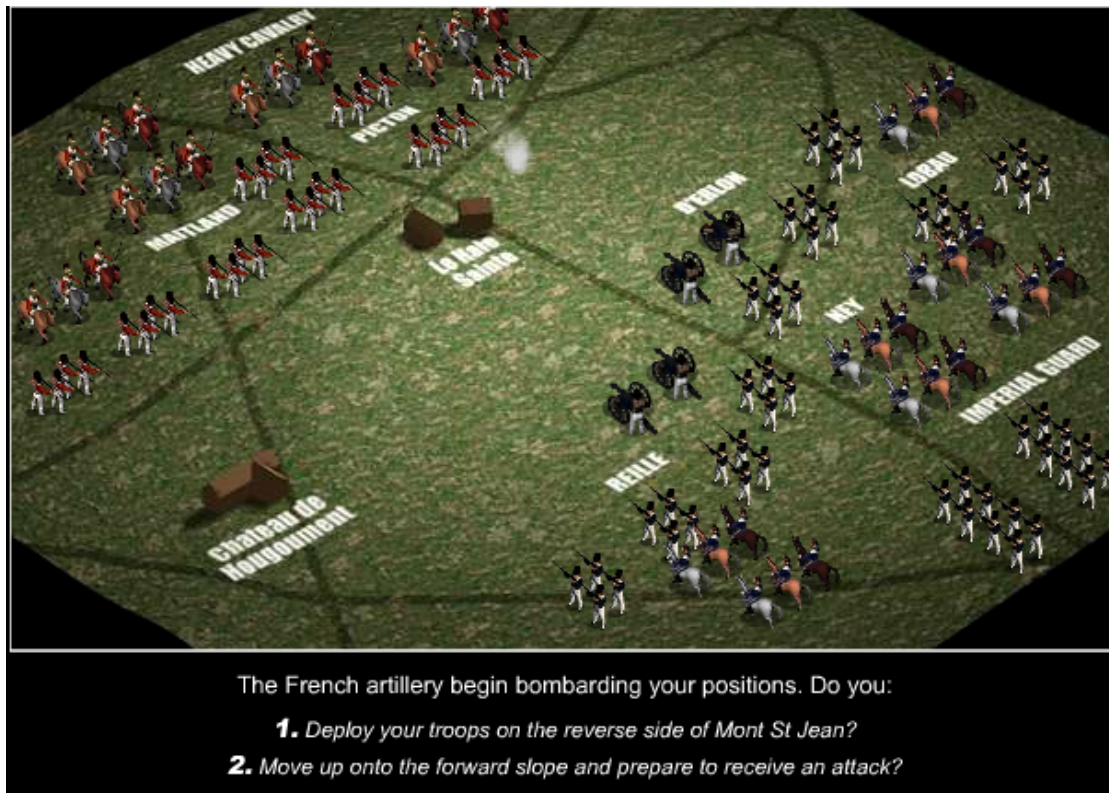 HEAVY CAVALRY
PICTON
MAITLAND
La Haie
Sainte
D'ERLON
LOBAU
NEY
IMPERIAL GUARD
REILLE
Chateau de
Hougoumont
The French artillery begin bombarding your positions. Do you:
1. Deploy your troops on the reverse side of Mont St Jean?
2. Move up onto the forward slope and prepare to receive an attack?